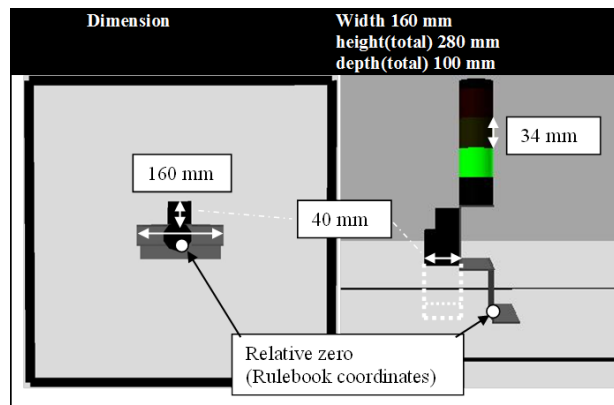 Dimension
Width 160 mm
height(total) 280 mm
depth(total) 100 mm
34 mm
160 mm
40 mm
Relative zero
(Rulebook coordinates)